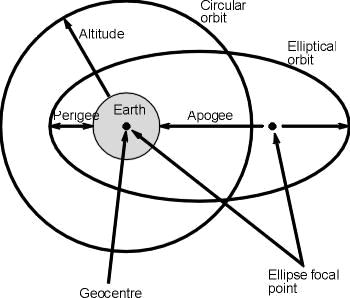 Circular
orbit
Altitude
Elliptical
orbit
Perigee
Earth
Apogee
Ellipse focal
point
Geocentre